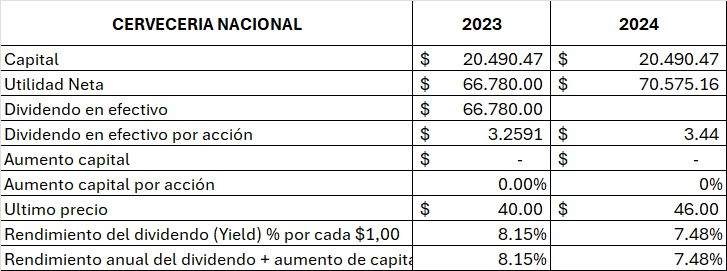 CERVECERIA NACIONAL 2023 2024
Capital $ 20.490.47 $ 20.490.47
Utilidad Neta $ 66.780.00 $ 70.575.16
Dividendo en efectivo $ 66.780.00
Dividendo en efectivo por acción $ 3.2591 $ 3.44
Aumento capital $ - $ -
Aumento capital por acción 0.00% 0%
Ultimo precio $ 40.00 $ 46.00
Rendimiento del dividendo (Yield) % por cada $1,00 8.15% 7.48%
Rendimiento anual del dividendo + aumento de capita 8.15% 7.48%